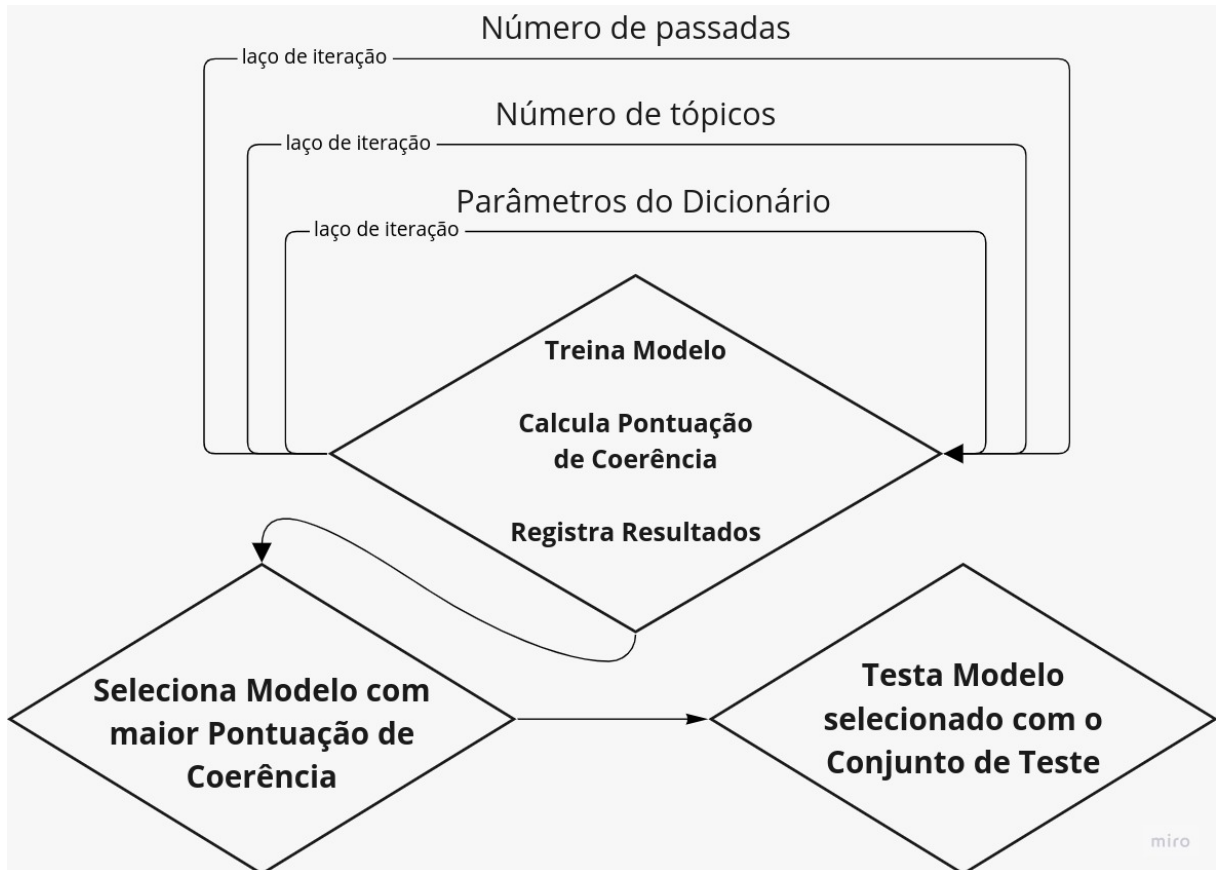 Número de passadas
laço de iteração
Número de tópicos
laço de iteração
Parâmetros do Dicionário
laço de iteração
Treina Modelo
Calcula Pontuação
de Coerência
Registra Resultados
Seleciona Modelo com
maior Pontuação de
Coerência
Testa Modelo
selecionado com o
Conjunto de Teste
miro